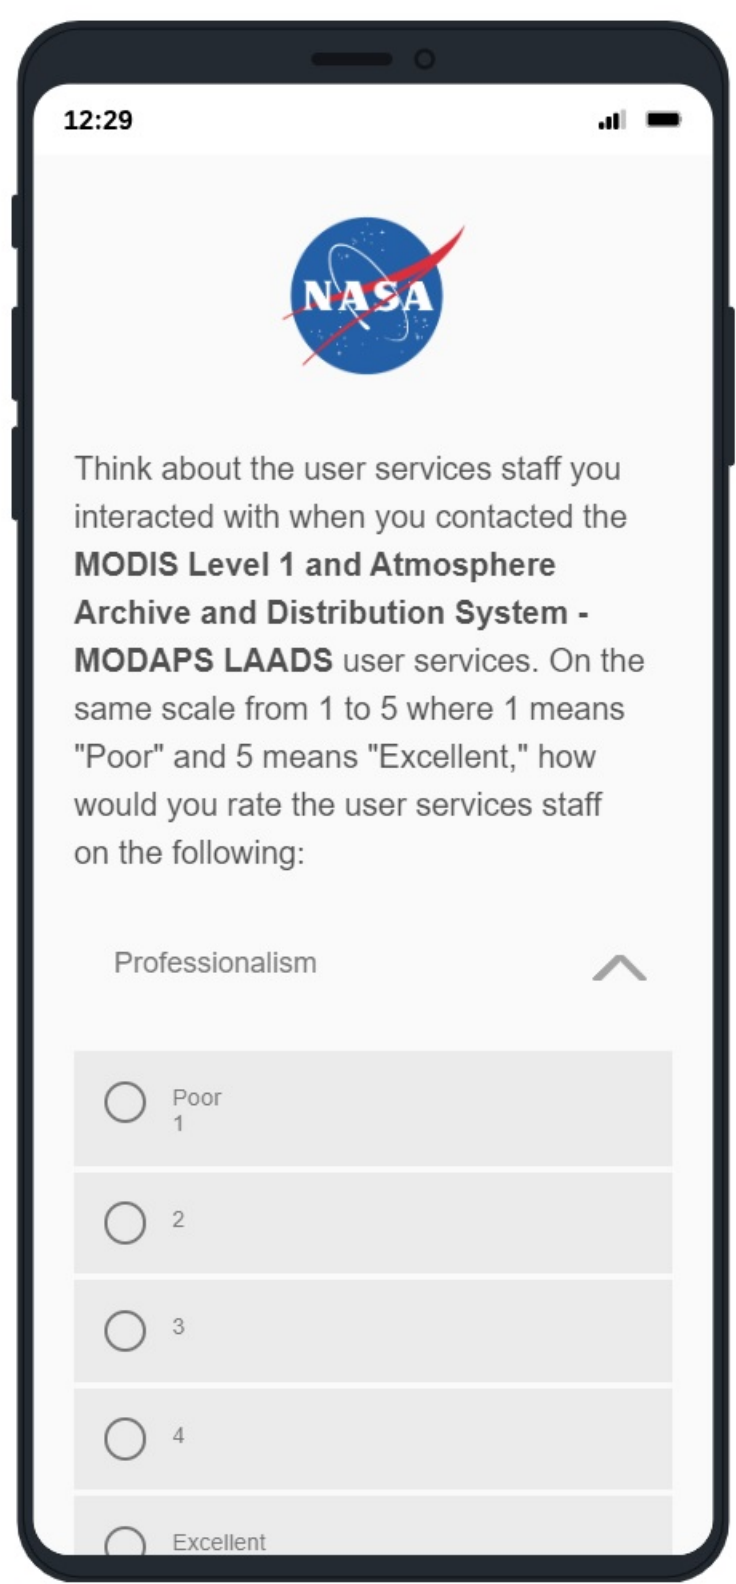 12:29
NASA
Think about the user services staff you
interacted with when you contacted the
MODIS Level 1 and Atmosphere
Archive and Distribution System -
MODAPS LAADS user services. On the
same scale from 1 to 5 where 1 means
"Poor" and 5 means "Excellent," how
would you rate the user services staff
on the following:
Professionalism
Poor
1
2
3
4
Excellent